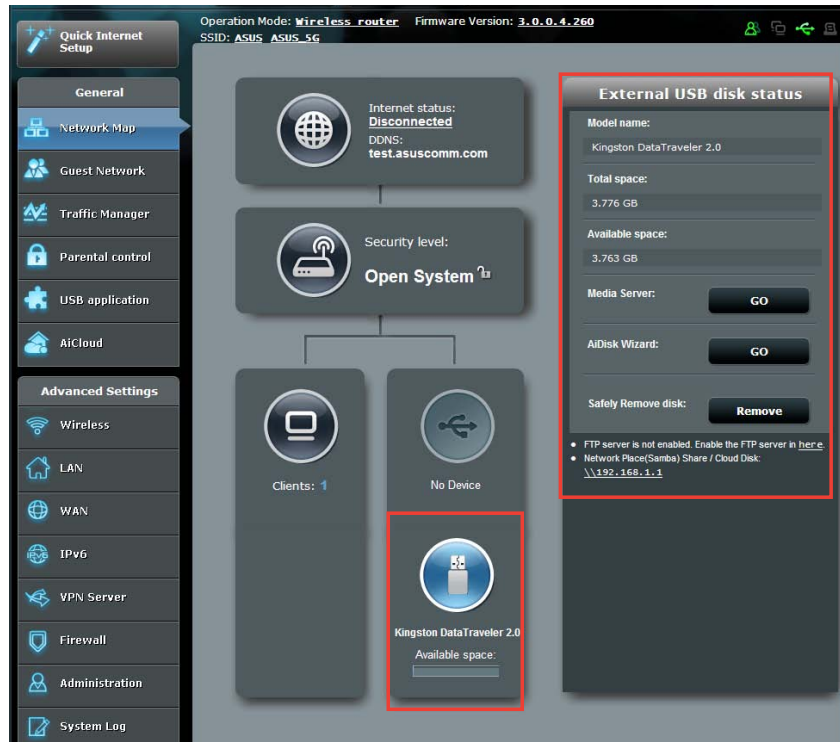 Operation Mode: Wireless router Firmware Version: 3.0.0.4.260
SSID: ASUS ASUS_5G
Quick Internet
Setup
General
Network Map
Guest Network
Traffic Manager
Parental control
USB application
AiCloud
Advanced Settings
Wireless
LAN
WAN
IPv6
IPv6
VPN Server
Firewall
Administration
System Log
Internet status:
Disconnected
DDNS:
test.asuscomm.com
Security level:
Open System
Clients: 1
No Device
Kingston DataTraveler 2.0
Available space:
External USB disk status
Model name:
Kingston DataTraveler 2.0
Total space:
3.776 GB
Available space:
3.763 GB
Media Server:
GO
AiDisk Wizard:
GO
Safely Remove disk:
Remove
• FTP server is not enabled. Enable the FTP server in here.
• Network Place(Samba) Share / Cloud Disk:
\\192.168.1.1